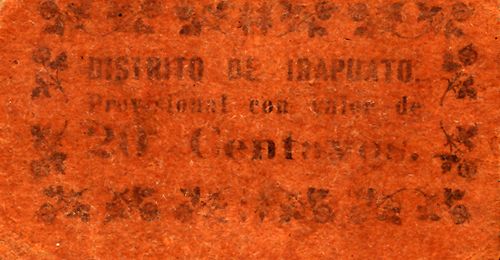 DISTRITO DE IRAPUATO.
Provisional con valor de
20 Centavos.